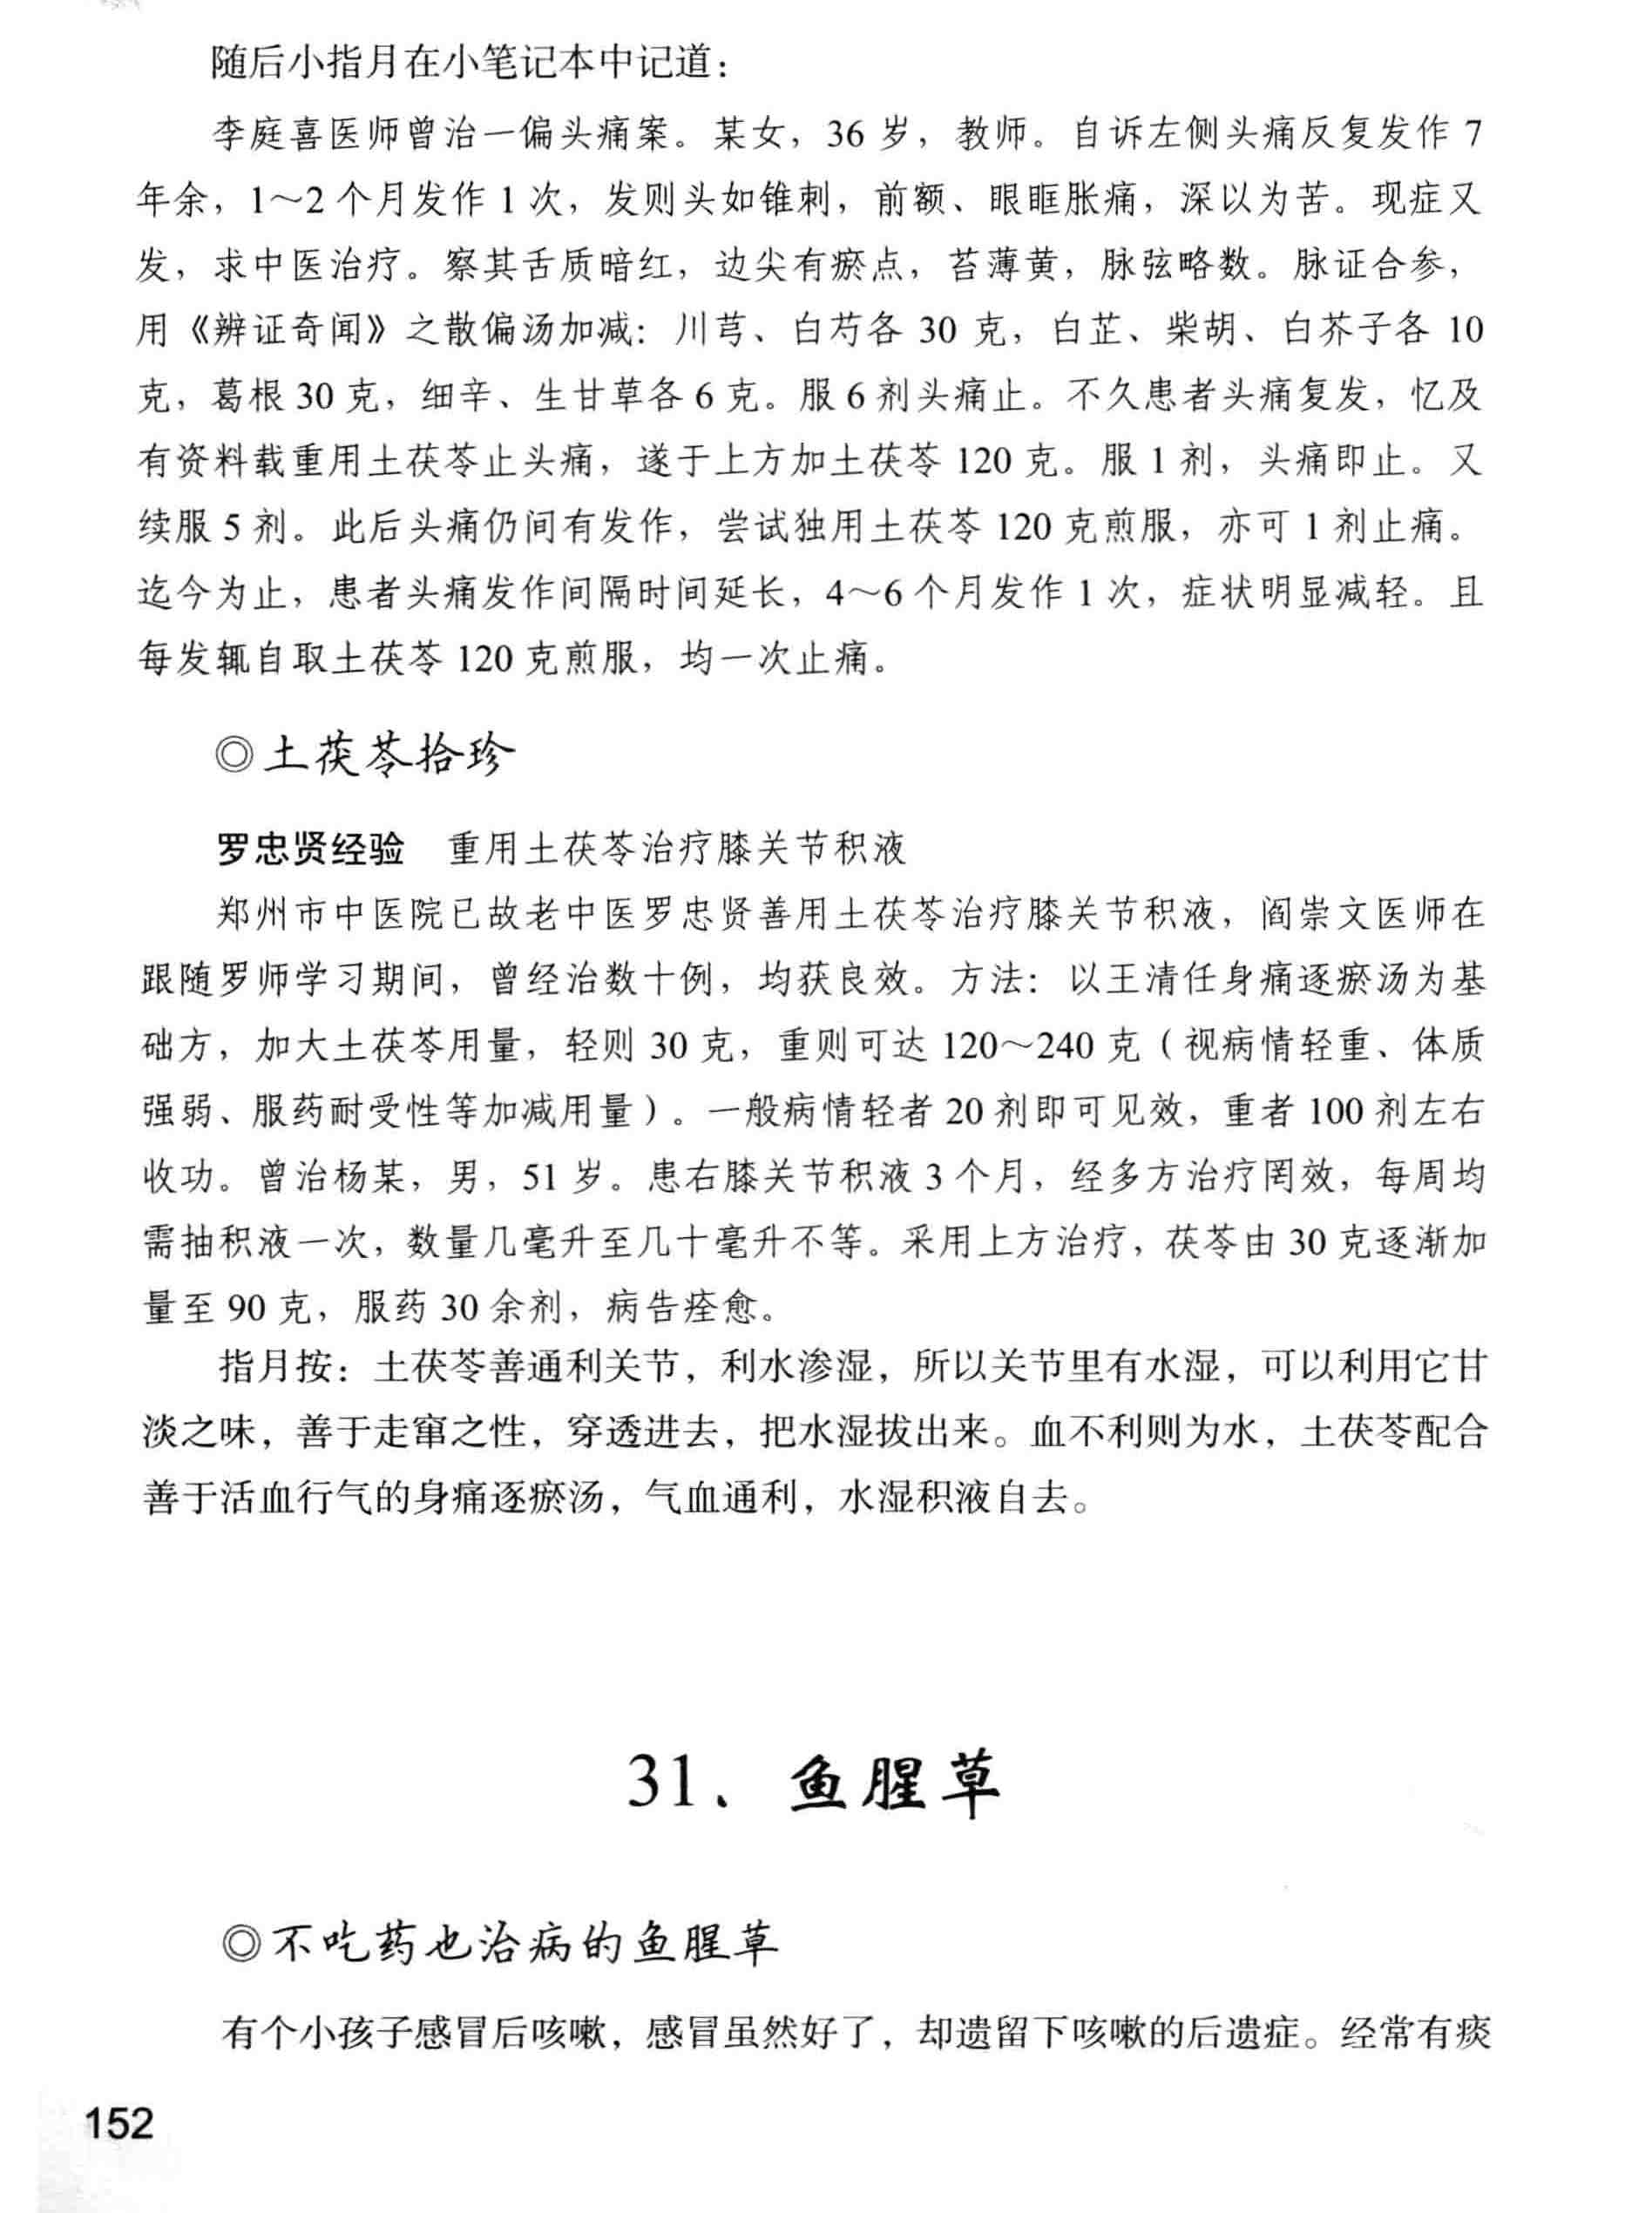 随后小指月在小笔记本中记道：
李庭喜医师曾治一偏头痛案。某女，36 岁，教师。自诉左侧头痛反复发作 7
年余，1～2 个月发作 1 次，发则头如锥刺，前额、眼眶胀痛，深以为苦。现症又
发，求中医治疗。察其舌质暗红，边尖有瘀点，苔薄黄，脉弦略数。脉证合参，
用《辨证奇闻》之散偏汤加减：川芎、白芍各 30 克，白芷、柴胡、白芥子各 10
克，葛根 30 克，细辛、生甘草各 6 克。服 6 剂头痛止。不久患者头痛复发，忆及
有资料载重用土茯苓止头痛，遂于上方加土茯苓 120 克。服 1 剂，头痛即止。又
续服 5 剂。此后头痛仍间有发作，尝试独用土茯苓 120 克煎服，亦可 1 剂止痛。
迄今为止，患者头痛发作间隔时间延长，4～6 个月发作 1 次，症状明显减轻。且
每发辄自取土茯苓 120 克煎服，均一次止痛。
◎土茯苓拾珍
罗忠贤经验　重用土茯苓治疗膝关节积液
郑州市中医院已故老中医罗忠贤善用土茯苓治疗膝关节积液，阎崇文医师在
跟随罗师学习期间，曾经治数十例，均获良效。方法：以王清任身痛逐瘀汤为基
础方，加大土茯苓用量，轻则 30 克，重则可达 120～240 克（视病情轻重、体质
强弱、服药耐受性等加减用量）。一般病情轻者 20 剂即可见效，重者 100 剂左右
收功。曾治杨某，男，51 岁。患右膝关节积液 3 个月，经多方治疗罔效，每周均
需抽积液一次，数量几毫升至几十毫升不等。采用上方治疗，茯苓由 30 克逐渐加
量至 90 克，服药 30 余剂，病告痊愈。
指月按：土茯苓善通利关节，利水渗湿，所以关节里有水湿，可以利用它甘
淡之味，善于走窜之性，穿透进去，把水湿拔出来。血不利则为水，土茯苓配合
善于活血行气的身痛逐瘀汤，气血通利，水湿积液自去。
31、鱼腥草
◎不吃药也治病的鱼腥草
有个小孩子感冒后咳嗽，感冒虽然好了，却遗留下咳嗽的后遗症。经常有痰
152